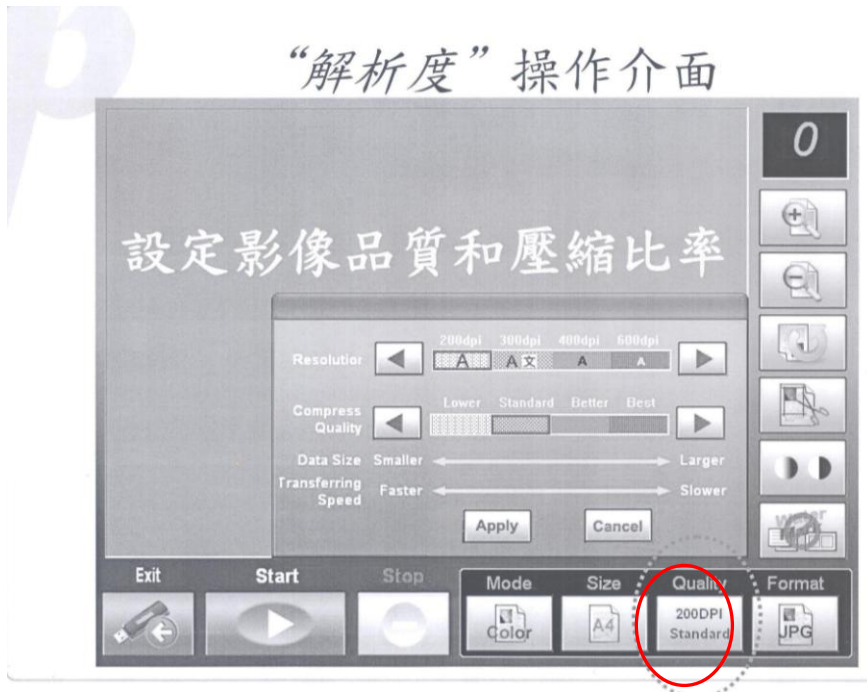 “解析度”操作介面
0
設定影像品質和壓縮比率
200dpi 300dpi 400dpi 600dpi
Resolution
A A文 A A
Lower Standard Better Best
Compress
Quality
Data Size Smaller Larger
Transferring
Speed
Faster Slower
Apply Cancel
Water
Exit Start Stop Mode Size Quality Format
Color A4 200DPI
Standard JPG